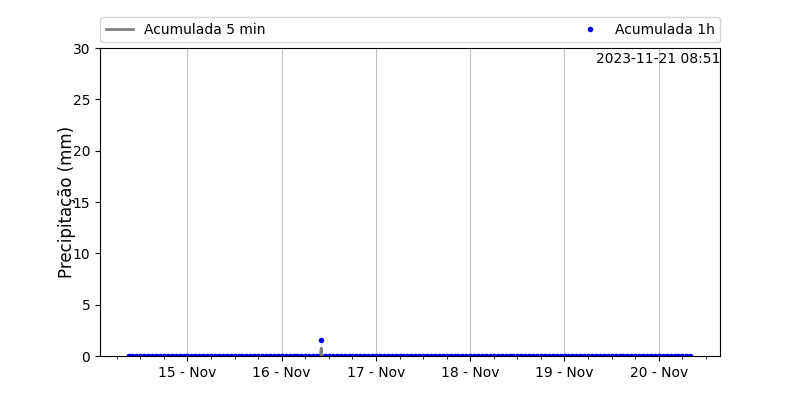 Acumulada 5 min
Acumulada 1h
2023-11-21 08:51
Precipitação (mm)
30
25
20
15
10
5
0
15 - Nov
16 - Nov
17 - Nov
18 - Nov
19 - Nov
20 - Nov